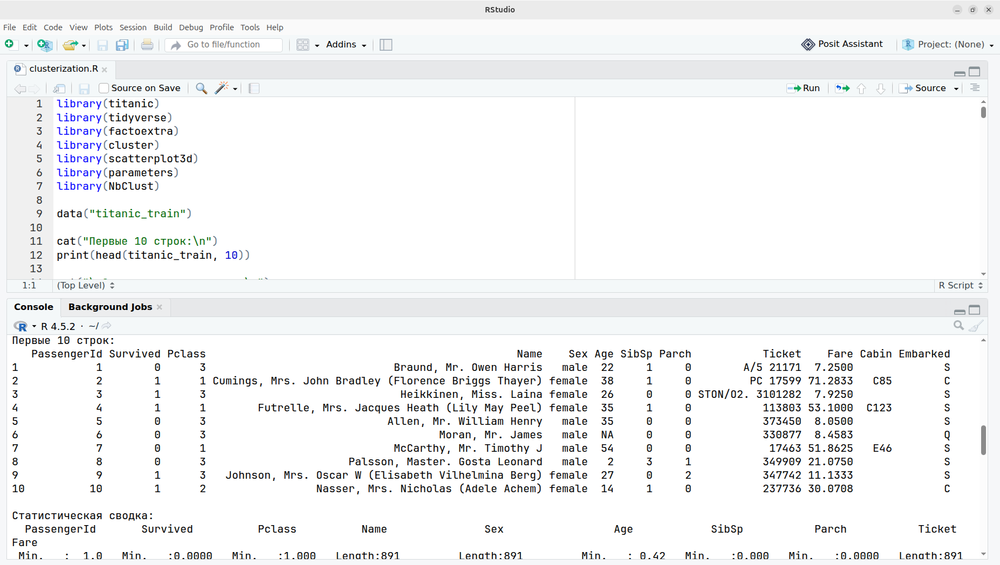 RStudio
File Edit Code View Plots Session Build Debug Profile Tools Help
Go to file/function Addins Posit Assistant Project: (None)
clusterization.R
Source on Save Run Source
1 library(titanic)
2 library(tidyverse)
3 library(factoextra)
4 library(cluster)
5 library(scatterplot3d)
6 library(parameters)
7 library(NbClust)
8
9 data("titanic_train")
10
11 cat("Первые 10 строк:\n")
12 print(head(titanic_train, 10))
13
1:1 (Top Level) R Script
Console Background Jobs
R 4.5.2 · ~/
Первые 10 строк:
PassengerId Survived Pclass Name Sex Age SibSp Parch Ticket Fare Cabin Embarked
1 1 0 3 Braund, Mr. Owen Harris male 22 1 0 A/5 21171 7.2500 S
2 2 1 1 Cumings, Mrs. John Bradley (Florence Briggs Thayer) female 38 1 0 PC 17599 71.2833 C85 C
3 3 1 3 Heikkinen, Miss. Laina female 26 0 0 STON/O2. 3101282 7.9250 S
4 4 1 1 Futrelle, Mrs. Jacques Heath (Lily May Peel) female 35 1 0 113803 53.1000 C123 S
5 5 0 3 Allen, Mr. William Henry male 35 0 0 373450 8.0500 S
6 6 0 3 Moran, Mr. James male NA 0 0 330877 8.4583 Q
7 7 0 1 McCarthy, Mr. Timothy J male 54 0 0 17463 51.8625 E46 S
8 8 0 3 Palsson, Master. Gosta Leonard male 2 3 1 349909 21.0750 S
9 9 1 3 Johnson, Mrs. Oscar W (Elisabeth Vilhelmina Berg) female 27 0 2 347742 11.1333 S
10 10 1 2 Nasser, Mrs. Nicholas (Adele Achem) female 14 1 0 237736 30.0708 C
Статистическая сводка:
PassengerId Survived Pclass Name Sex Age SibSp Parch Ticket
Fare
Min. : 1.0 Min. :0.0000 Min. :1.000 Length:891 Length:891 Min. : 0.42 Min. :0.000 Min. :0.0000 Length:891